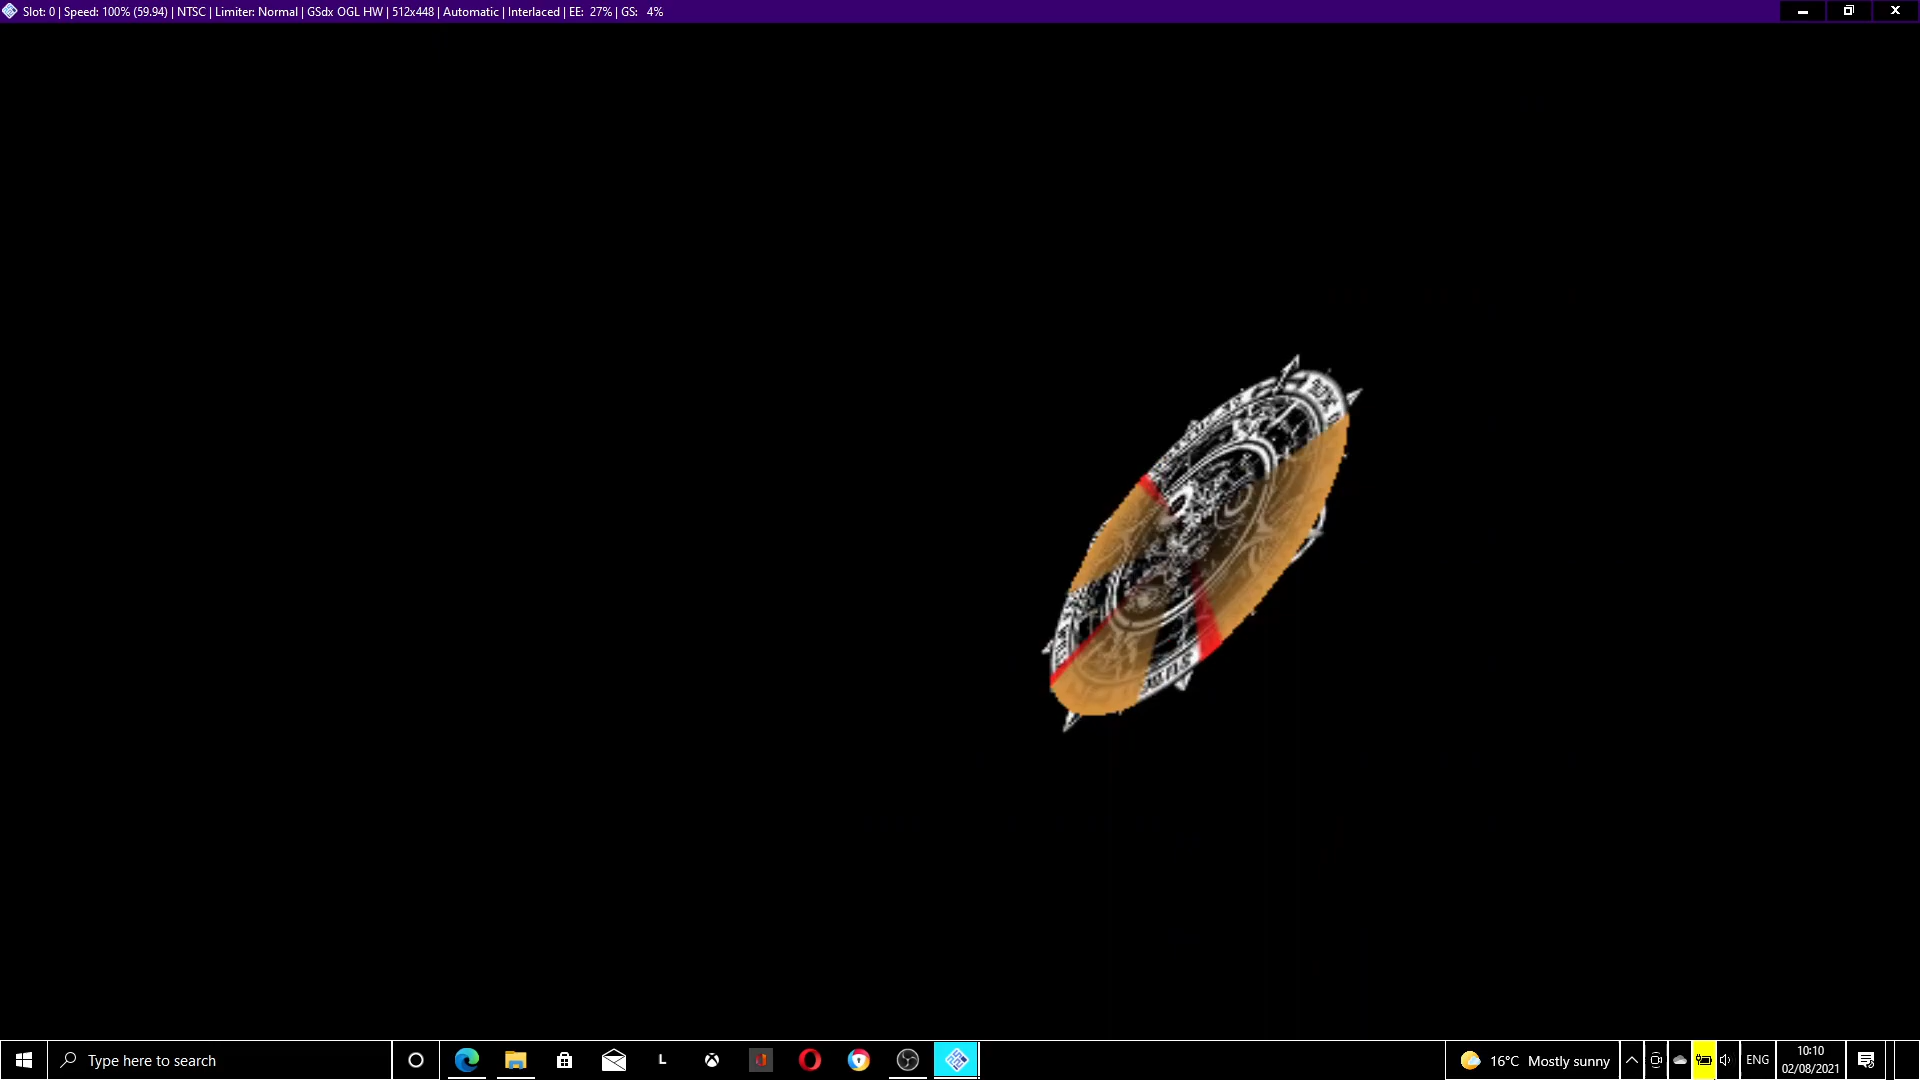 Slot: 0 | Speed: 100% (59.94) | NTSC | Limiter: Normal | GSdx OGL HW | 512x448 | Automatic | Interlaced | EE: 27% | GS: 4%
Type here to search
L
16°C Mostly sunny
ENG
10:10
02/08/2021